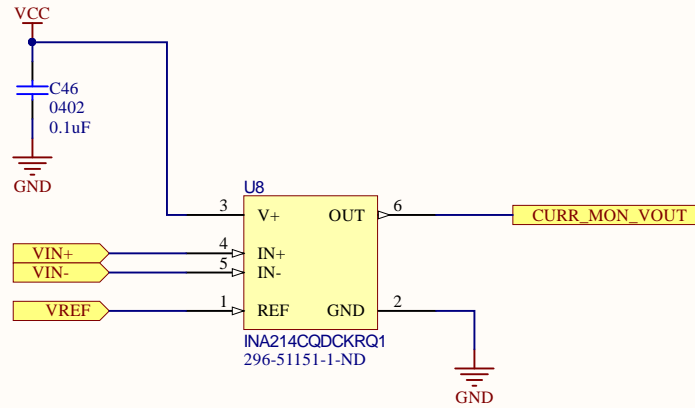 VCC
C46
0402
0.1uF
GND
U8
3 V+ OUT 6 CURR_MON_VOUT
VIN+ 4 IN+
VIN- 5 IN-
VREF 1 REF GND 2
INA214CQDCKRQ1
296-51151-1-ND
GND